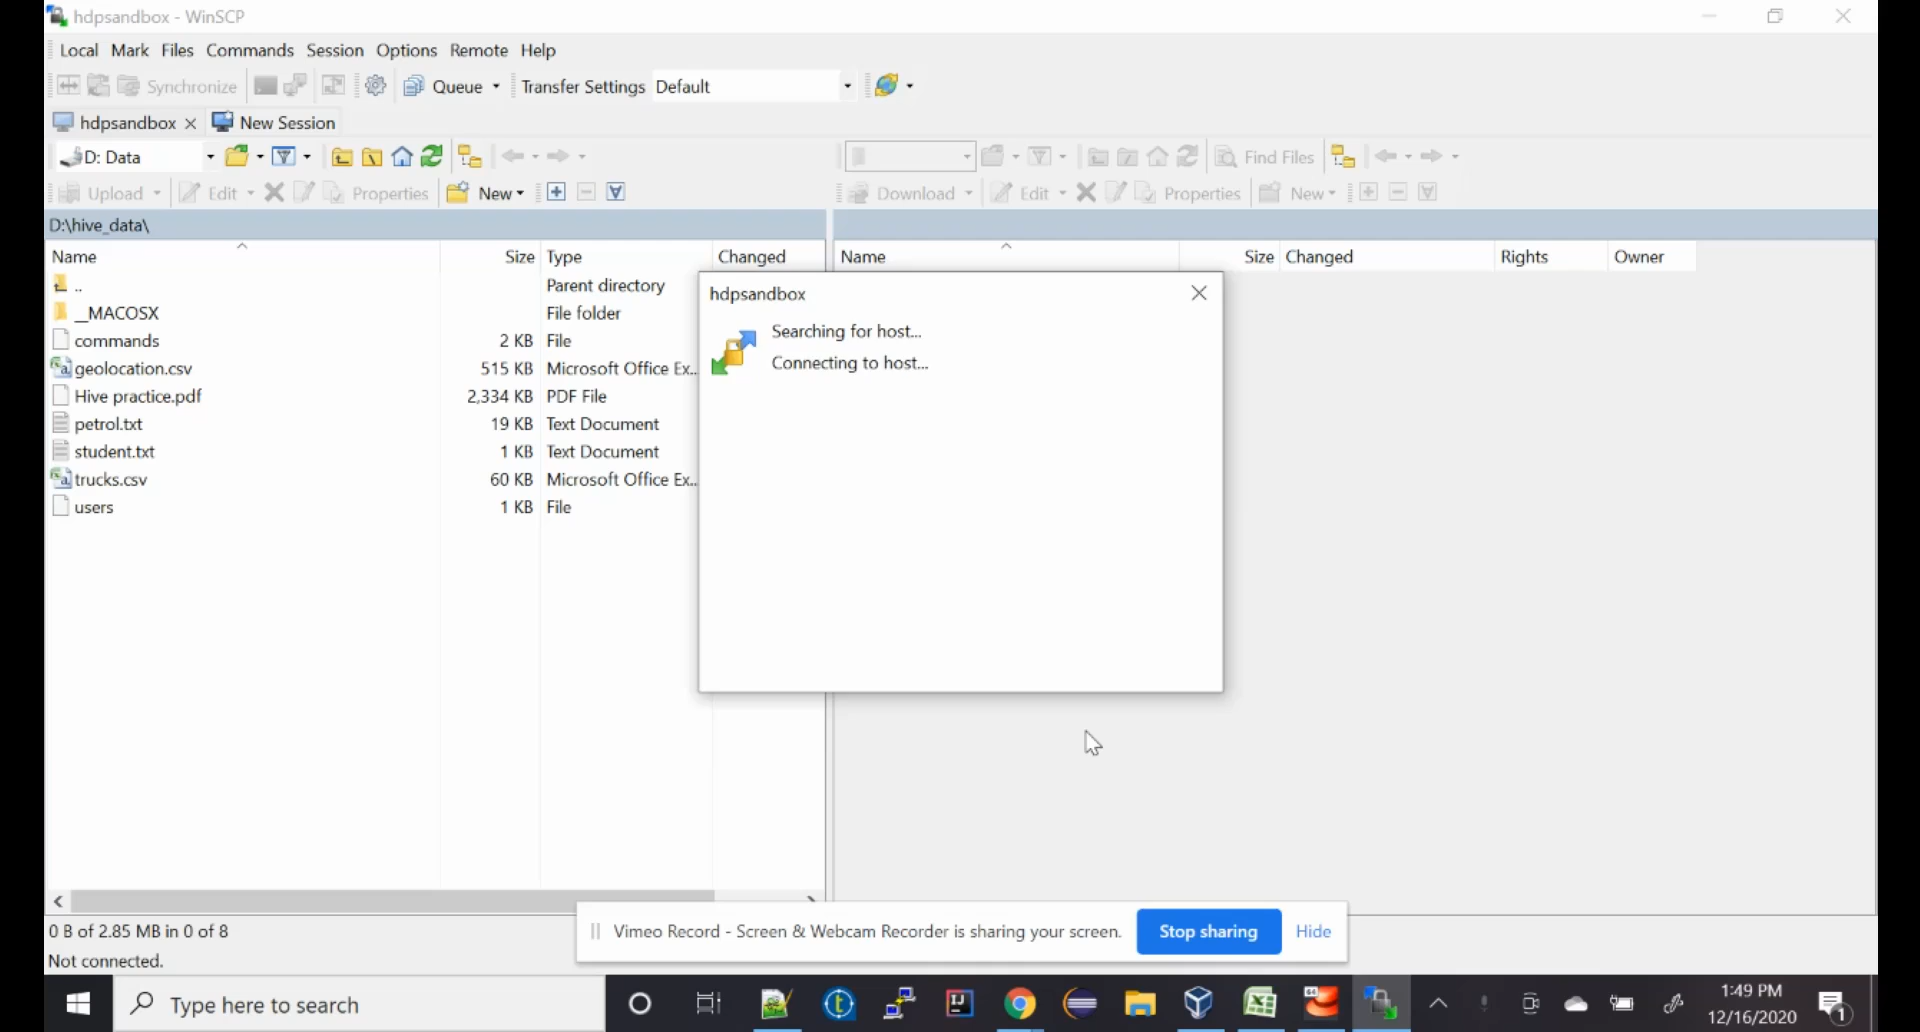 hdpsandbox - WinSCP
Local Mark Files Commands Session Options Remote Help
Synchronize Queue Transfer Settings Default
hdpsandbox New Session
D: Data Find Files
Upload Edit Properties New Download Edit Properties New
D:\hive_data\
Name Size Type Changed Name Size Changed Rights Owner
.. Parent directory
__MACOSX File folder
commands 2 KB File
geolocation.csv 515 KB Microsoft Office Ex...
Hive practice.pdf 2,334 KB PDF File
petrol.txt 19 KB Text Document
student.txt 1 KB Text Document
trucks.csv 60 KB Microsoft Office Ex...
users 1 KB File
hdpsandbox
Searching for host...
Connecting to host...
0 B of 2.85 MB in 0 of 8
Not connected.
Vimeo Record - Screen & Webcam Recorder is sharing your screen. Stop sharing Hide
Type here to search
1:49 PM
12/16/2020
1